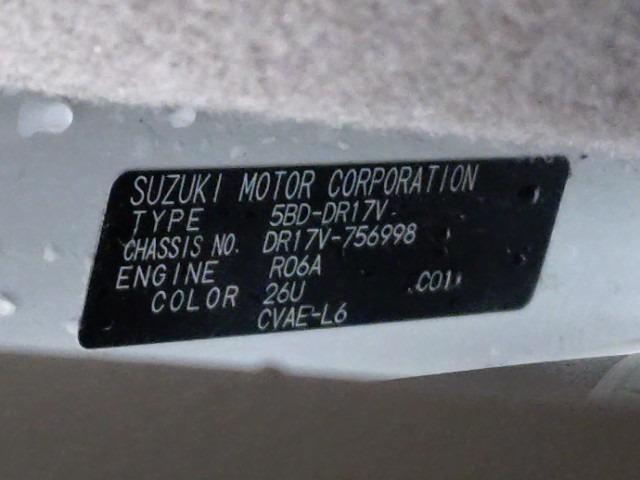 SUZUKI MOTOR CORPORATION
TYPE 5BD-DR17V
CHASSIS NO. DR17V-756998
ENGINE R06A
COLOR 26U C01
CVAE-L6